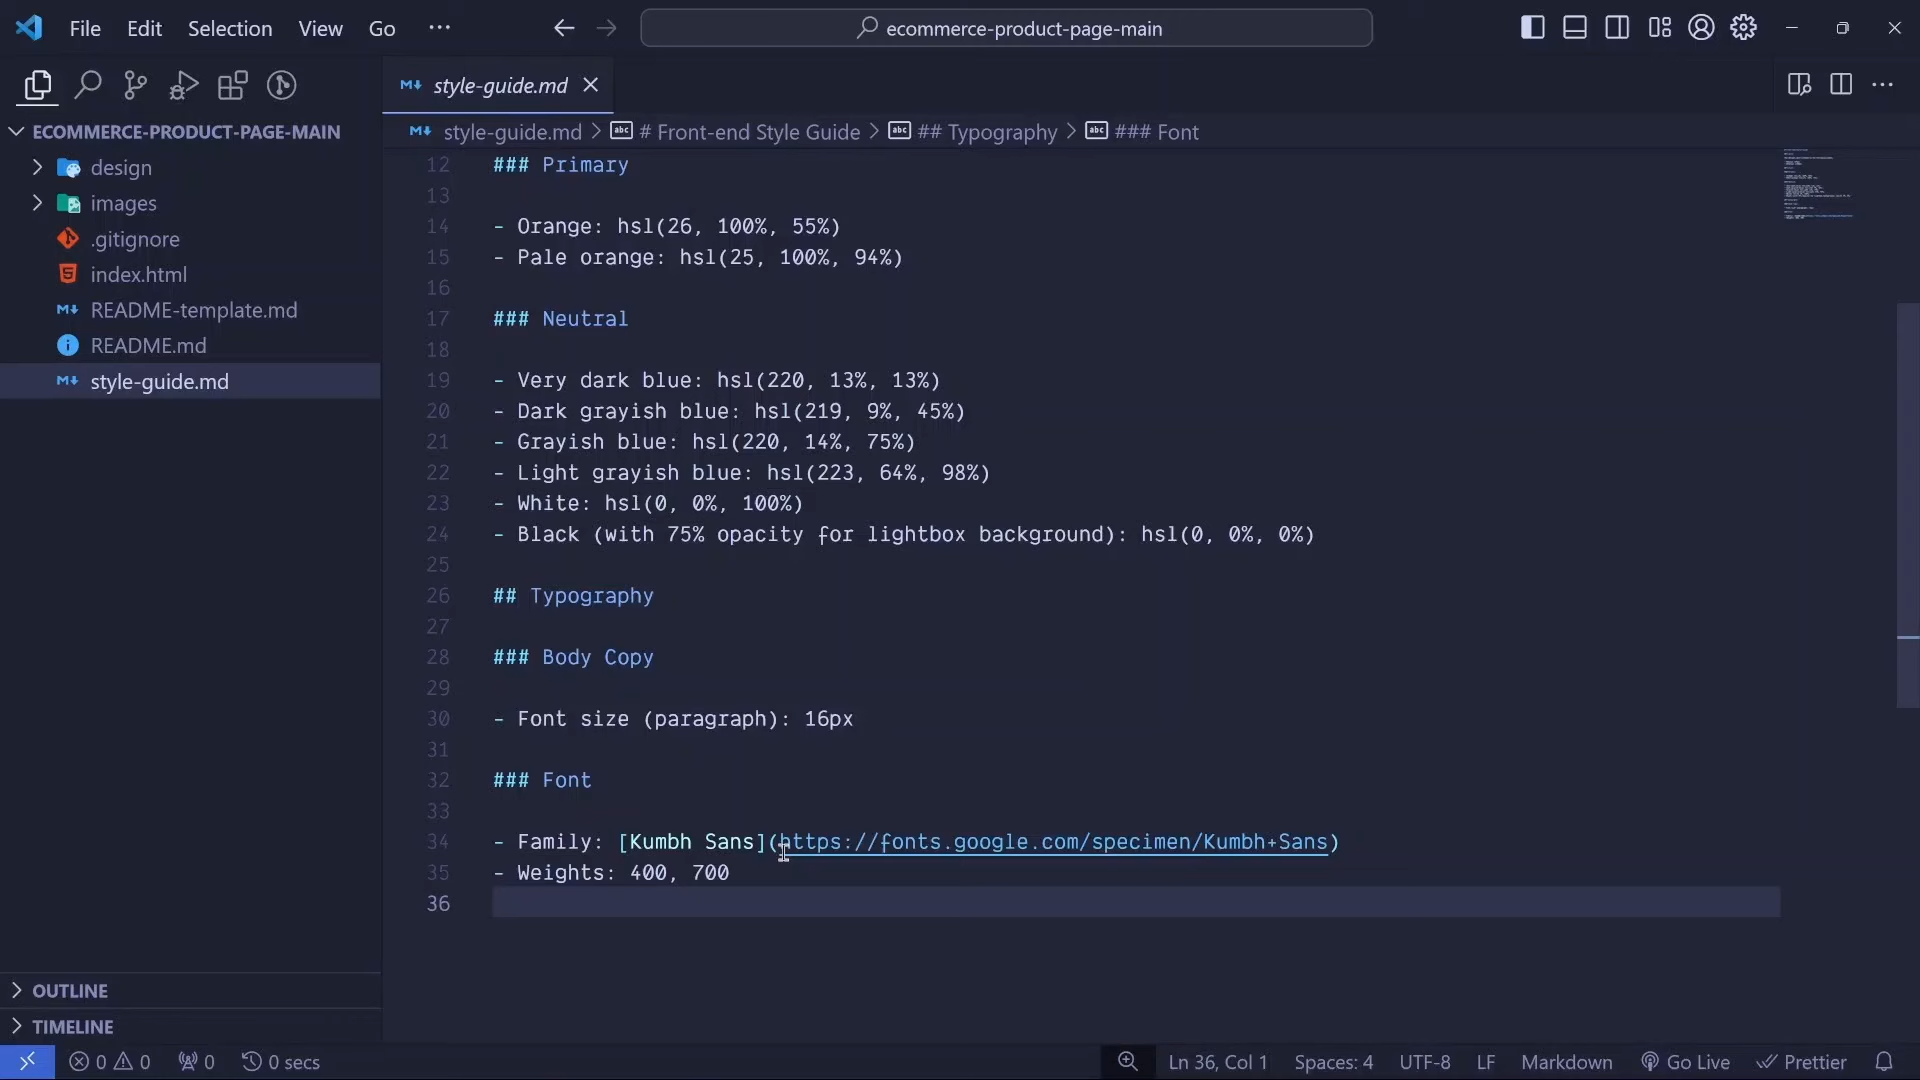 File Edit Selection View Go ··· ecommerce-product-page-main
style-guide.md
ECOMMERCE-PRODUCT-PAGE-MAIN
design
images
.gitignore
index.html
README-template.md
README.md
style-guide.md
OUTLINE
TIMELINE
style-guide.md > # Front-end Style Guide > ## Typography > ### Font
12 ### Primary
13
14 - Orange: hsl(26, 100%, 55%)
15 - Pale orange: hsl(25, 100%, 94%)
16
17 ### Neutral
18
19 - Very dark blue: hsl(220, 13%, 13%)
20 - Dark grayish blue: hsl(219, 9%, 45%)
21 - Grayish blue: hsl(220, 14%, 75%)
22 - Light grayish blue: hsl(223, 64%, 98%)
23 - White: hsl(0, 0%, 100%)
24 - Black (with 75% opacity for lightbox background): hsl(0, 0%, 0%)
25
26 ## Typography
27
28 ### Body Copy
29
30 - Font size (paragraph): 16px
31
32 ### Font
33
34 - Family: [Kumbh Sans](https://fonts.google.com/specimen/Kumbh+Sans)
35 - Weights: 400, 700
36
0 0 0 0 secs Ln 36, Col 1 Spaces: 4 UTF-8 LF Markdown Go Live Prettier